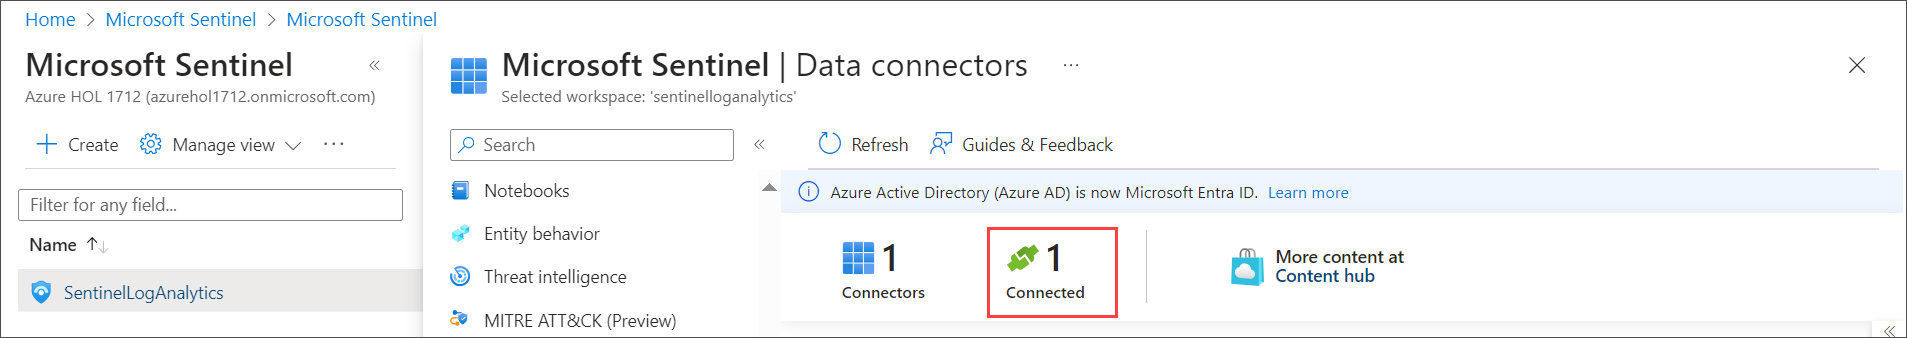 Home > Microsoft Sentinel > Microsoft Sentinel
Microsoft Sentinel «
Azure HOL 1712 (azurehol1712.onmicrosoft.com)
+ Create Manage view ···
Filter for any field...
Name ↑↓
SentinelLogAnalytics
Microsoft Sentinel | Data connectors ···
Selected workspace: 'sentinelloganalytics'
Search «
Notebooks
Entity behavior
Threat intelligence
MITRE ATT&CK (Preview)
Refresh Guides & Feedback
Azure Active Directory (Azure AD) is now Microsoft Entra ID. Learn more
1
Connectors
1
Connected
More content at
Content hub
«